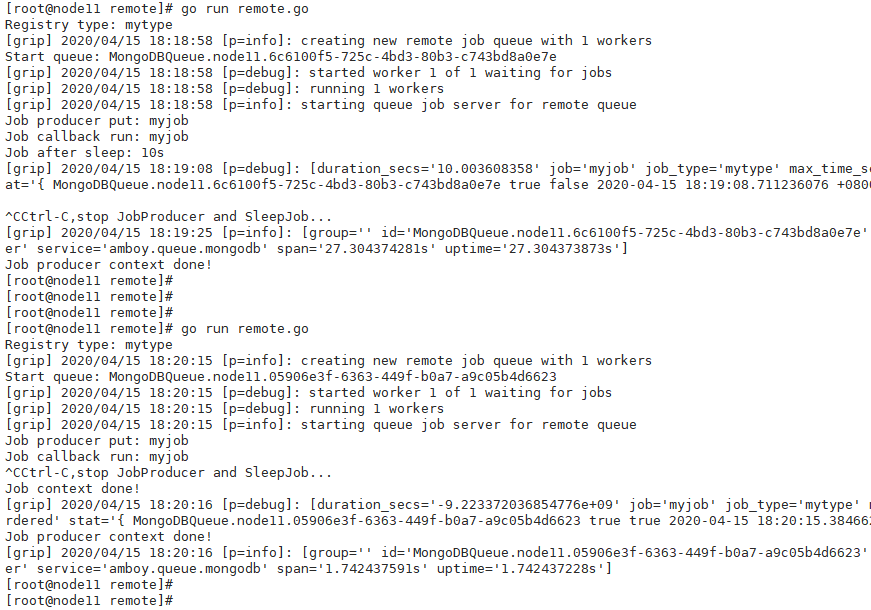 [root@node11 remote]# go run remote.go
Registry type: mytype
[grip] 2020/04/15 18:18:58 [p=info]: creating new remote job queue with 1 workers
Start queue: MongoDBQueue.node11.6c6100f5-725c-4bd3-80b3-c743bd8a0e7e
[grip] 2020/04/15 18:18:58 [p=debug]: started worker 1 of 1 waiting for jobs
[grip] 2020/04/15 18:18:58 [p=debug]: running 1 workers
[grip] 2020/04/15 18:18:58 [p=info]: starting queue job server for remote queue
Job producer put: myjob
Job callback run: myjob
Job after sleep: 10s
[grip] 2020/04/15 18:19:08 [p=debug]: [duration_secs='10.003608358' job='myjob' job_type='mytype' max_time_s
at='{ MongoDBQueue.node11.6c6100f5-725c-4bd3-80b3-c743bd8a0e7e true false 2020-04-15 18:19:08.711236076 +080
^CCtrl-C,stop JobProducer and SleepJob...
[grip] 2020/04/15 18:19:25 [p=info]: [group='' id='MongoDBQueue.node11.6c6100f5-725c-4bd3-80b3-c743bd8a0e7e'
er' service='amboy.queue.mongodb' span='27.304374281s' uptime='27.304373873s']
Job producer context done!
[root@node11 remote]#
[root@node11 remote]#
[root@node11 remote]#
[root@node11 remote]# go run remote.go
Registry type: mytype
[grip] 2020/04/15 18:20:15 [p=info]: creating new remote job queue with 1 workers
Start queue: MongoDBQueue.node11.05906e3f-6363-449f-b0a7-a9c05b4d6623
[grip] 2020/04/15 18:20:15 [p=debug]: started worker 1 of 1 waiting for jobs
[grip] 2020/04/15 18:20:15 [p=debug]: running 1 workers
[grip] 2020/04/15 18:20:15 [p=info]: starting queue job server for remote queue
Job producer put: myjob
Job callback run: myjob
^CCtrl-C,stop JobProducer and SleepJob...
Job context done!
[grip] 2020/04/15 18:20:16 [p=debug]: [duration_secs='-9.223372036854776e+09' job='myjob' job_type='mytype'
rdered' stat='{ MongoDBQueue.node11.05906e3f-6363-449f-b0a7-a9c05b4d6623 true true 2020-04-15 18:20:15.38466
Job producer context done!
[grip] 2020/04/15 18:20:16 [p=info]: [group='' id='MongoDBQueue.node11.05906e3f-6363-449f-b0a7-a9c05b4d6623'
er' service='amboy.queue.mongodb' span='1.742437591s' uptime='1.742437228s']
[root@node11 remote]#
[root@node11 remote]#